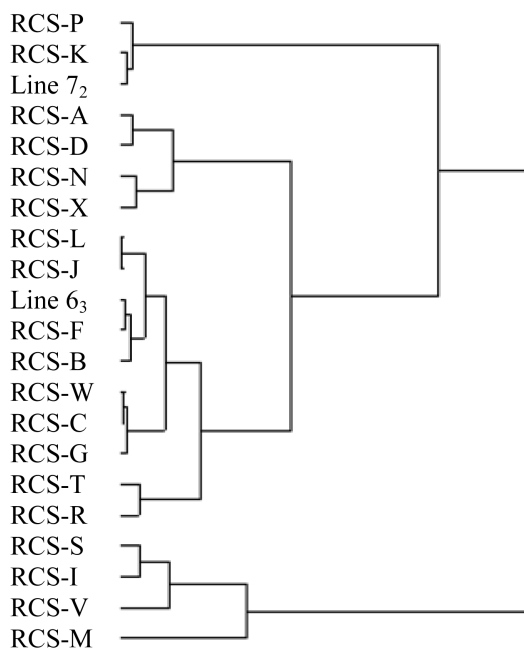 RCS-P
RCS-K
Line 7₂
RCS-A
RCS-D
RCS-N
RCS-X
RCS-L
RCS-J
Line 6₃
RCS-F
RCS-B
RCS-W
RCS-C
RCS-G
RCS-T
RCS-R
RCS-S
RCS-I
RCS-V
RCS-M